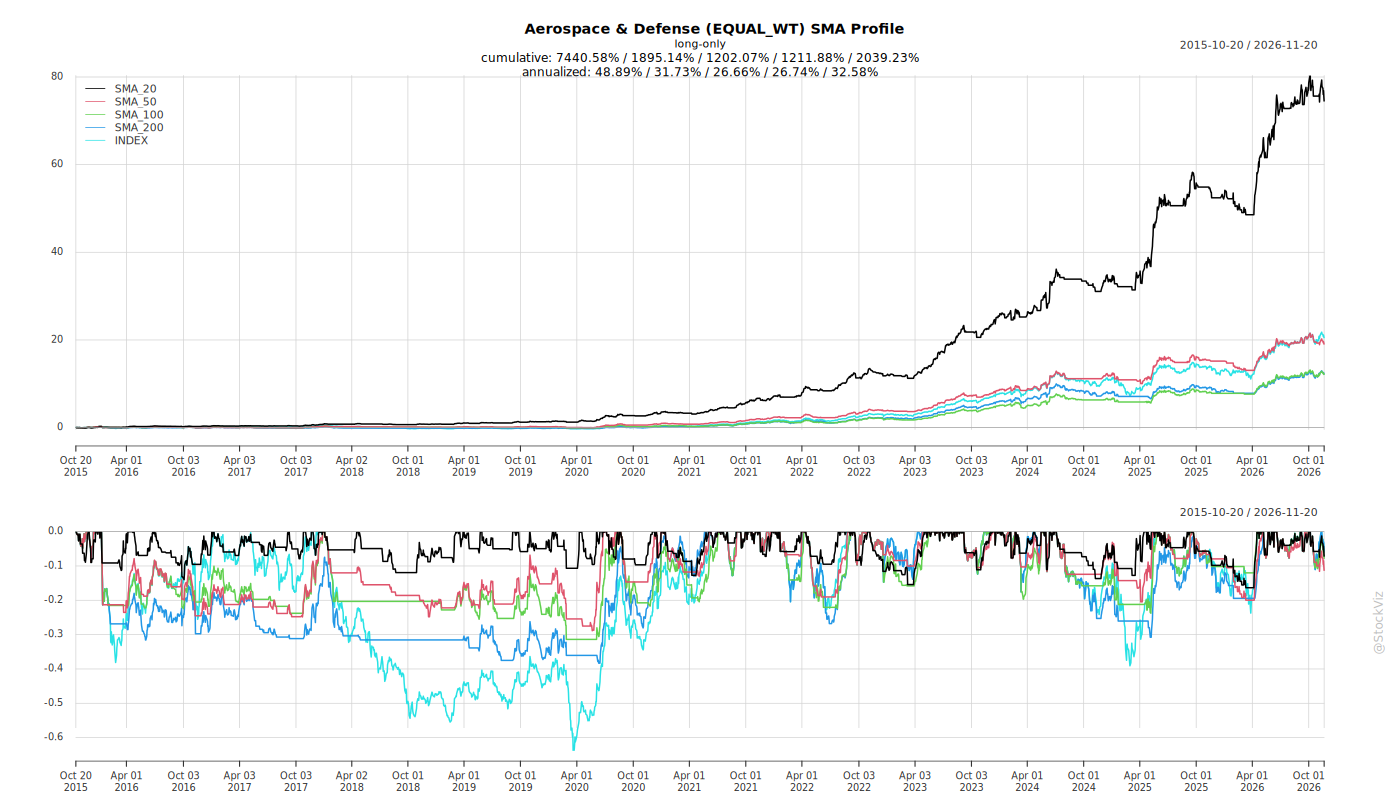 Aerospace & Defense (EQUAL_WT) SMA Profile
long-only
2015-10-20 / 2026-11-20
cumulative: 7440.58% / 1895.14% / 1202.07% / 1211.88% / 2039.23%
annualized: 48.89% / 31.73% / 26.66% / 26.74% / 32.58%
80
SMA_20
SMA_50
SMA_100
SMA_200
INDEX
60
40
20
0
Oct 20 Apr 01 Oct 03 Apr 03 Oct 03 Apr 02 Oct 01 Apr 01 Oct 01 Apr 01 Oct 01 Apr 01 Oct 01 Apr 01 Oct 03 Apr 03 Oct 03 Apr 01 Oct 01 Apr 01 Oct 01 Apr 01 Oct 01
2015 2016 2016 2017 2017 2018 2018 2019 2019 2020 2020 2021 2021 2022 2022 2023 2023 2024 2024 2025 2025 2026 2026
2015-10-20 / 2026-11-20
0.0
-0.1
-0.2
-0.3
-0.4
-0.5
-0.6
Oct 20 Apr 01 Oct 03 Apr 03 Oct 03 Apr 02 Oct 01 Apr 01 Oct 01 Apr 01 Oct 01 Apr 01 Oct 01 Apr 01 Oct 03 Apr 03 Oct 03 Apr 01 Oct 01 Apr 01 Oct 01 Apr 01 Oct 01
2015 2016 2016 2017 2017 2018 2018 2019 2019 2020 2020 2021 2021 2022 2022 2023 2023 2024 2024 2025 2025 2026 2026
@StockViz